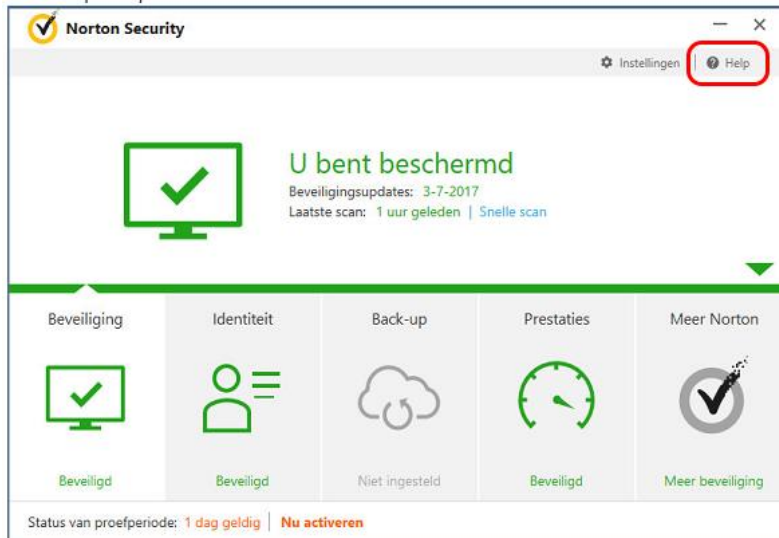 Norton Security
Instellingen | Help
U bent beschermd
Beveiligingsupdates: 3-7-2017
Laatste scan: 1 uur geleden | Snelle scan
Beveiliging Identiteit Back-up Prestaties Meer Norton
Beveiligd Beveiligd Niet ingesteld Beveiligd Meer beveiliging
Status van proefperiode: 1 dag geldig | Nu activeren